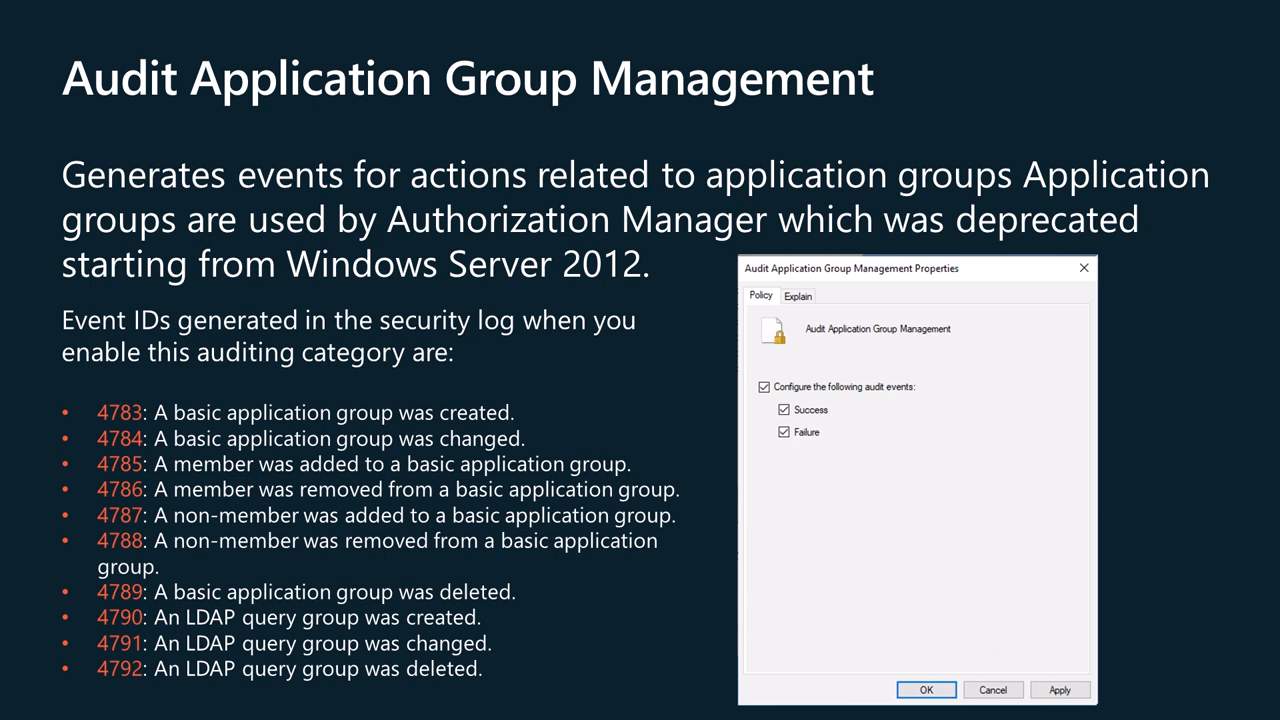 Audit Application Group Management
Generates events for actions related to application groups Application
groups are used by Authorization Manager which was deprecated
starting from Windows Server 2012.
Event IDs generated in the security log when you
enable this auditing category are:
• 4783: A basic application group was created.
• 4784: A basic application group was changed.
• 4785: A member was added to a basic application group.
• 4786: A member was removed from a basic application group.
• 4787: A non-member was added to a basic application group.
• 4788: A non-member was removed from a basic application
group.
• 4789: A basic application group was deleted.
• 4790: An LDAP query group was created.
• 4791: An LDAP query group was changed.
• 4792: An LDAP query group was deleted.
Audit Application Group Management Properties
Policy Explain
Audit Application Group Management
Configure the following audit events:
Success
Failure
OK Cancel Apply